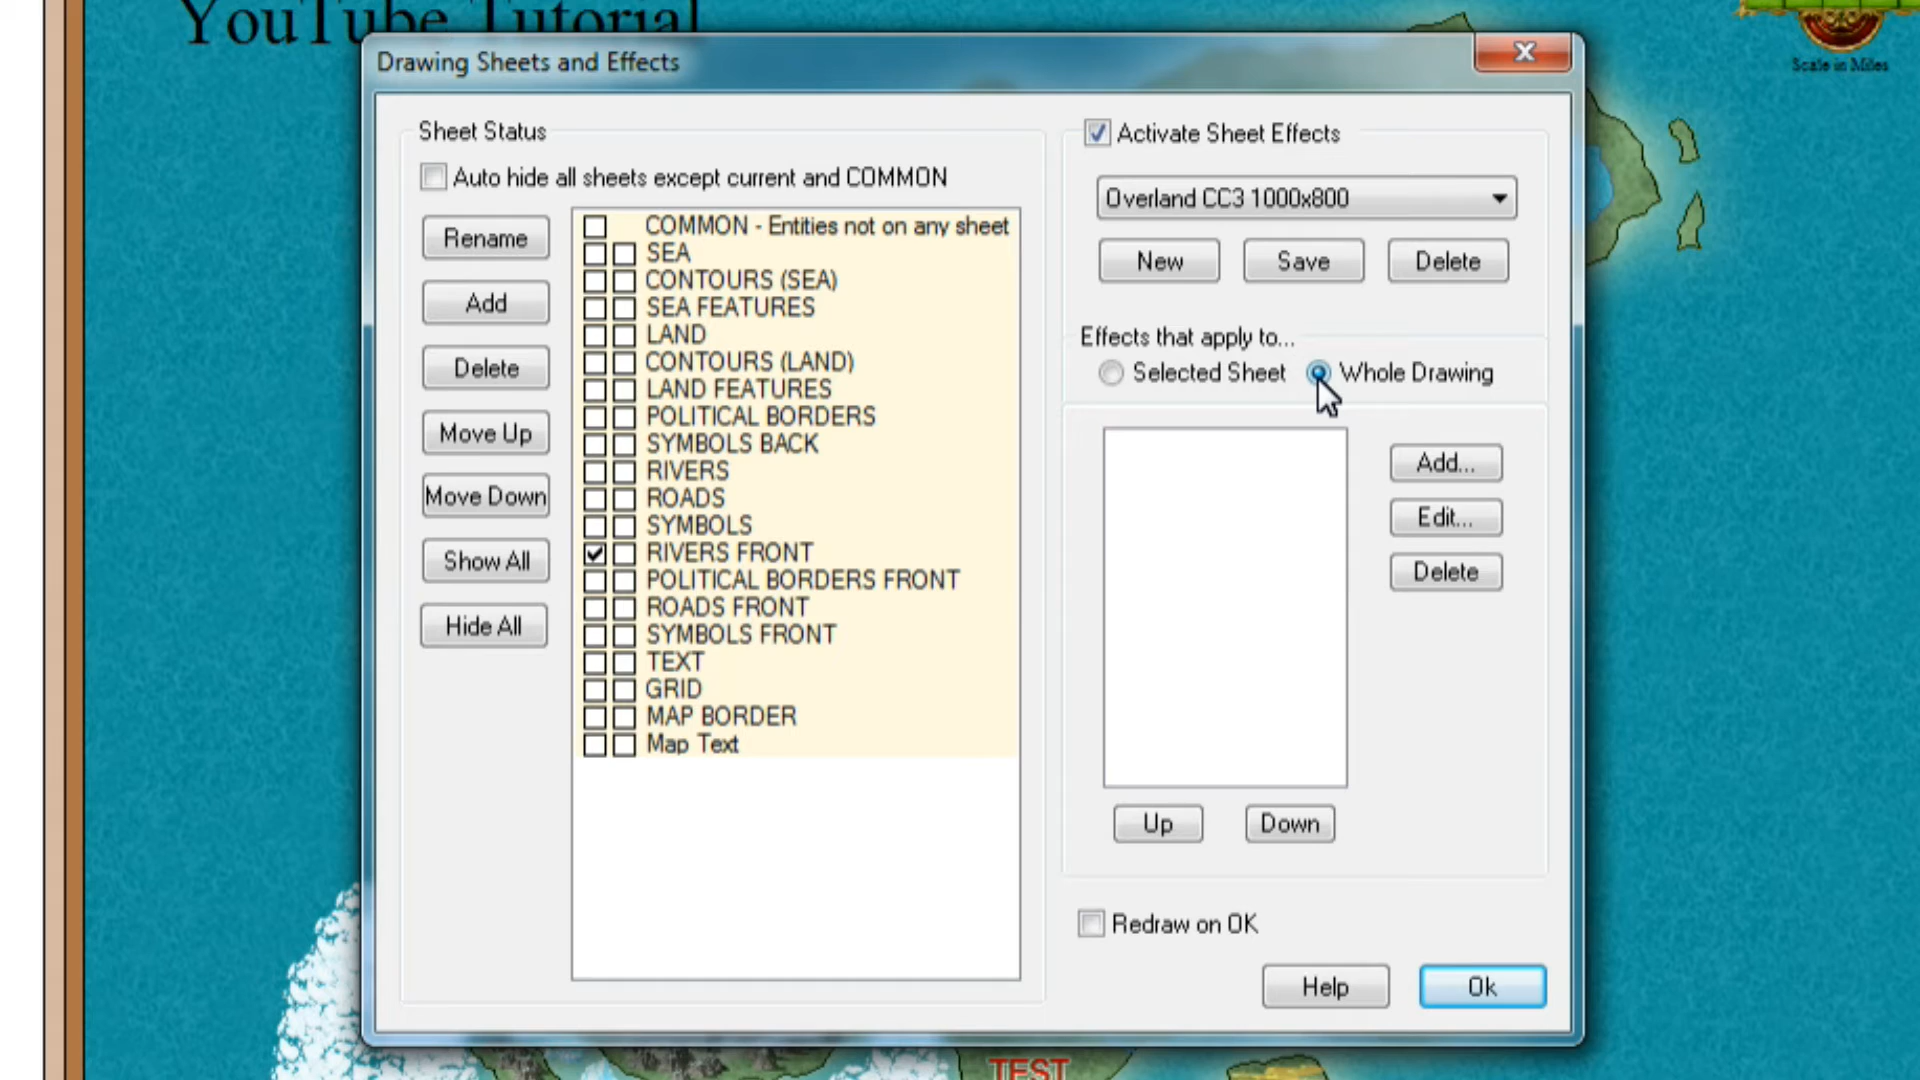 YouTube Tutorial
Scale in Miles
Drawing Sheets and Effects
Sheet Status
Auto hide all sheets except current and COMMON
Rename
Add
Delete
Move Up
Move Down
Show All
Hide All
COMMON - Entities not on any sheet
SEA
CONTOURS (SEA)
SEA FEATURES
LAND
CONTOURS (LAND)
LAND FEATURES
POLITICAL BORDERS
SYMBOLS BACK
RIVERS
ROADS
SYMBOLS
RIVERS FRONT
POLITICAL BORDERS FRONT
ROADS FRONT
SYMBOLS FRONT
TEXT
GRID
MAP BORDER
Map Text
Activate Sheet Effects
Overland CC3 1000x800
New Save Delete
Effects that apply to...
Selected Sheet Whole Drawing
Add...
Edit...
Delete
Up Down
Redraw on OK
Help Ok
TEST